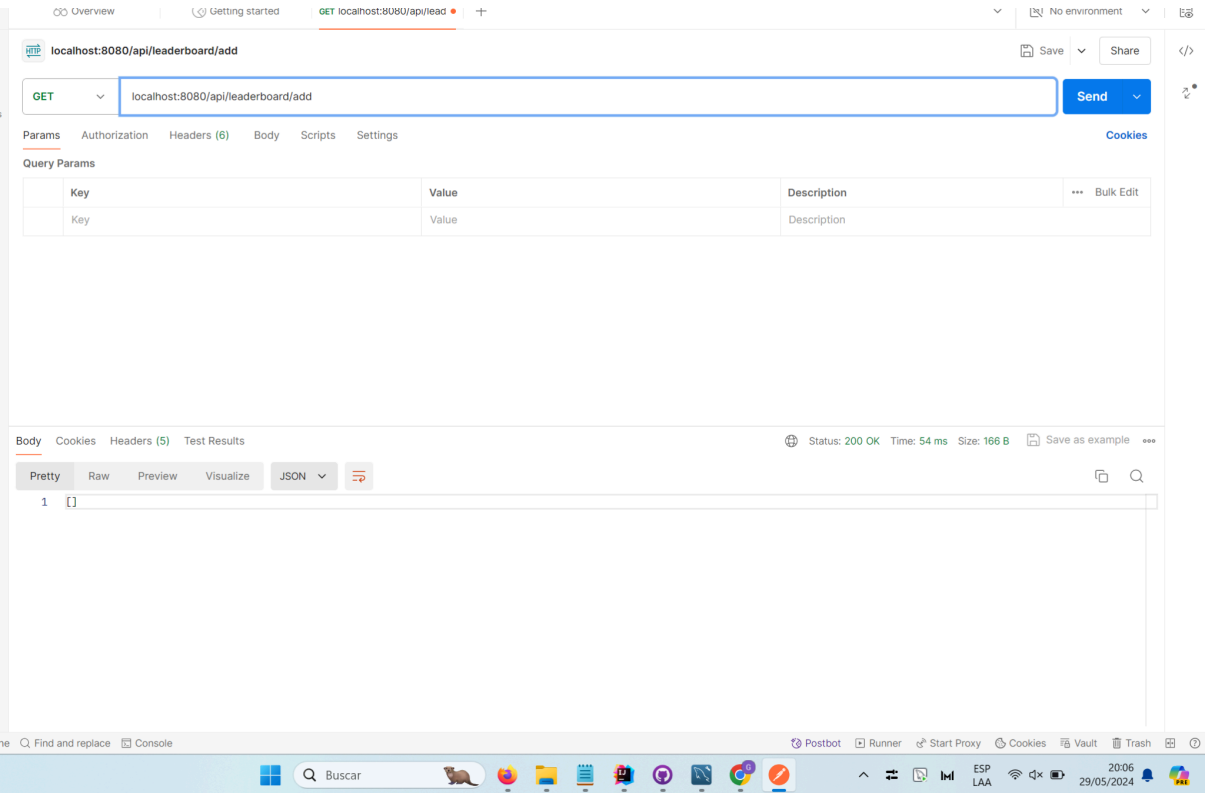 Overview Getting started GET localhost:8080/api/lead No environment
HTTP localhost:8080/api/leaderboard/add Save Share </>
GET localhost:8080/api/leaderboard/add Send
Params Authorization Headers (6) Body Scripts Settings Cookies
Query Params
Key Value Description Bulk Edit
Key Value Description
Body Cookies Headers (5) Test Results Status: 200 OK Time: 54 ms Size: 166 B Save as example
Pretty Raw Preview Visualize JSON
1 []
Find and replace Console Postbot Runner Start Proxy Cookies Vault Trash
Buscar ESP 20:06
LAA 29/05/2024
PRE